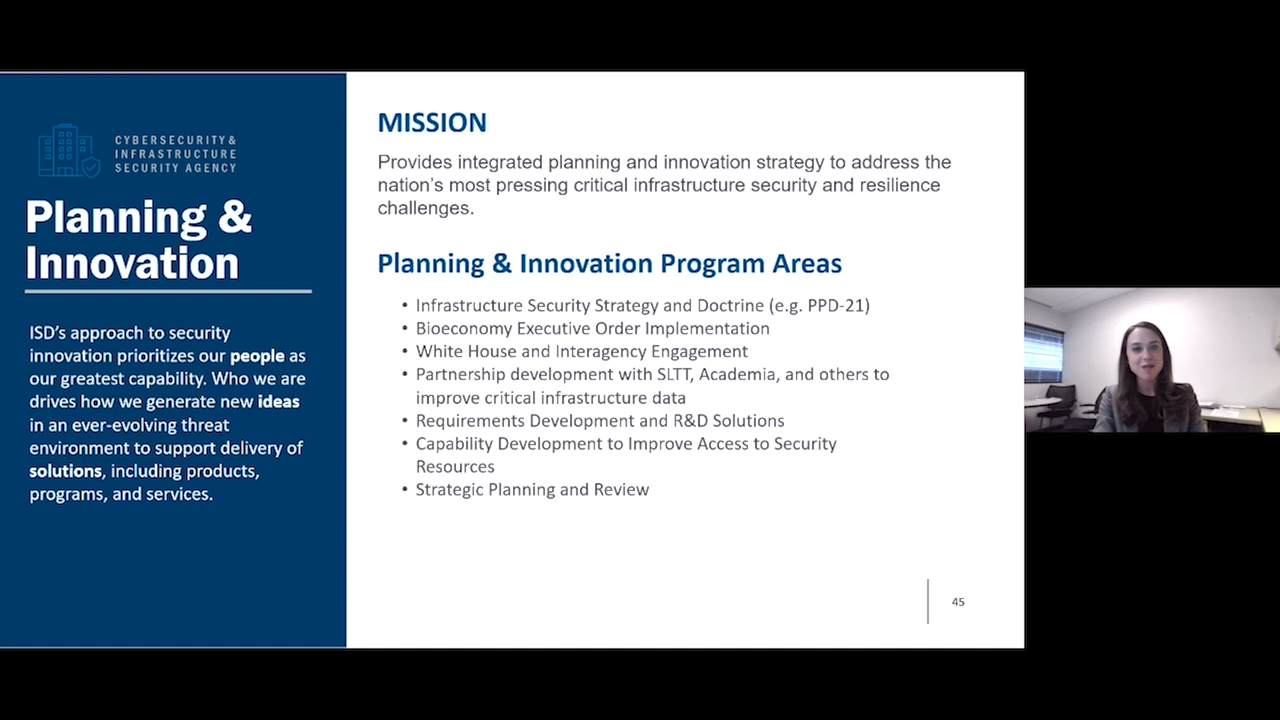 CYBERSECURITY &
INFRASTRUCTURE
SECURITY AGENCY
Planning &
Innovation
ISD's approach to security
innovation prioritizes our people as
our greatest capability. Who we are
drives how we generate new ideas
in an ever-evolving threat
environment to support delivery of
solutions, including products,
programs, and services.
MISSION
Provides integrated planning and innovation strategy to address the
nation's most pressing critical infrastructure security and resilience
challenges.
Planning & Innovation Program Areas
• Infrastructure Security Strategy and Doctrine (e.g. PPD-21)
• Bioeconomy Executive Order Implementation
• White House and Interagency Engagement
• Partnership development with SLTT, Academia, and others to
improve critical infrastructure data
• Requirements Development and R&D Solutions
• Capability Development to Improve Access to Security
Resources
• Strategic Planning and Review
45